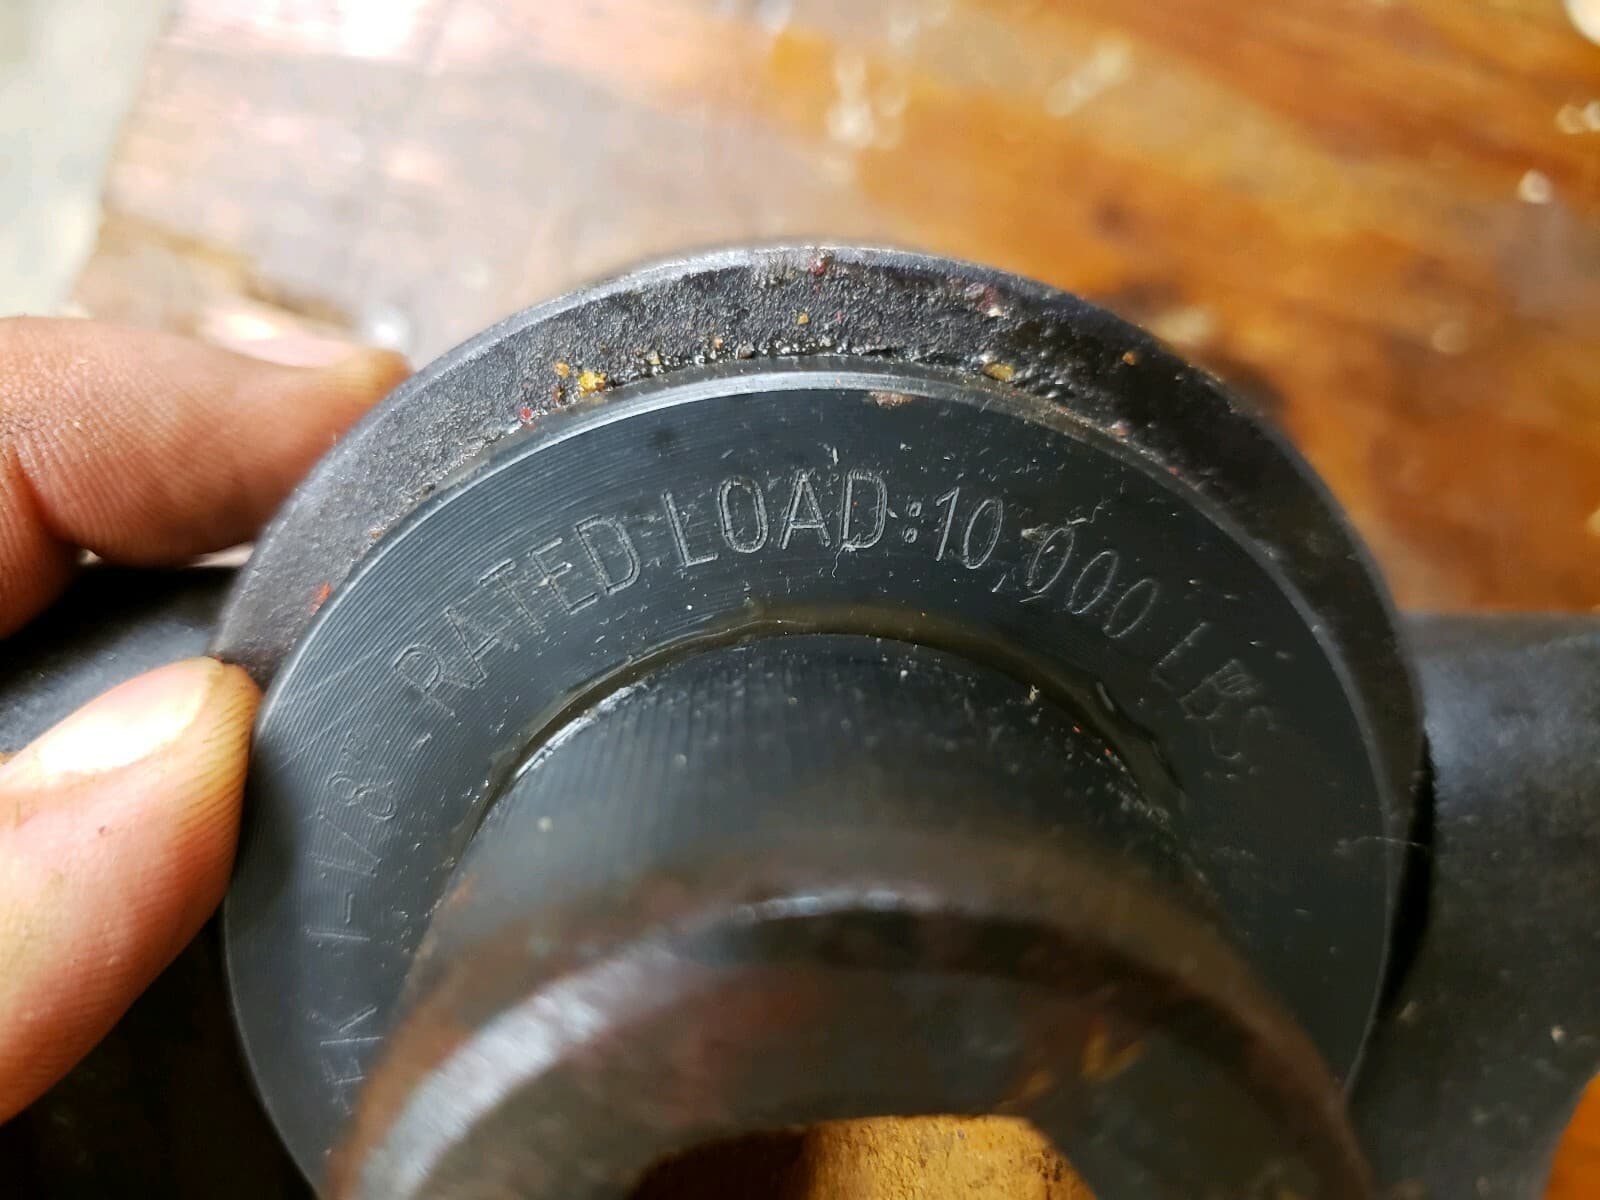 1-1/8" RATED LOAD:10,000 LBS.